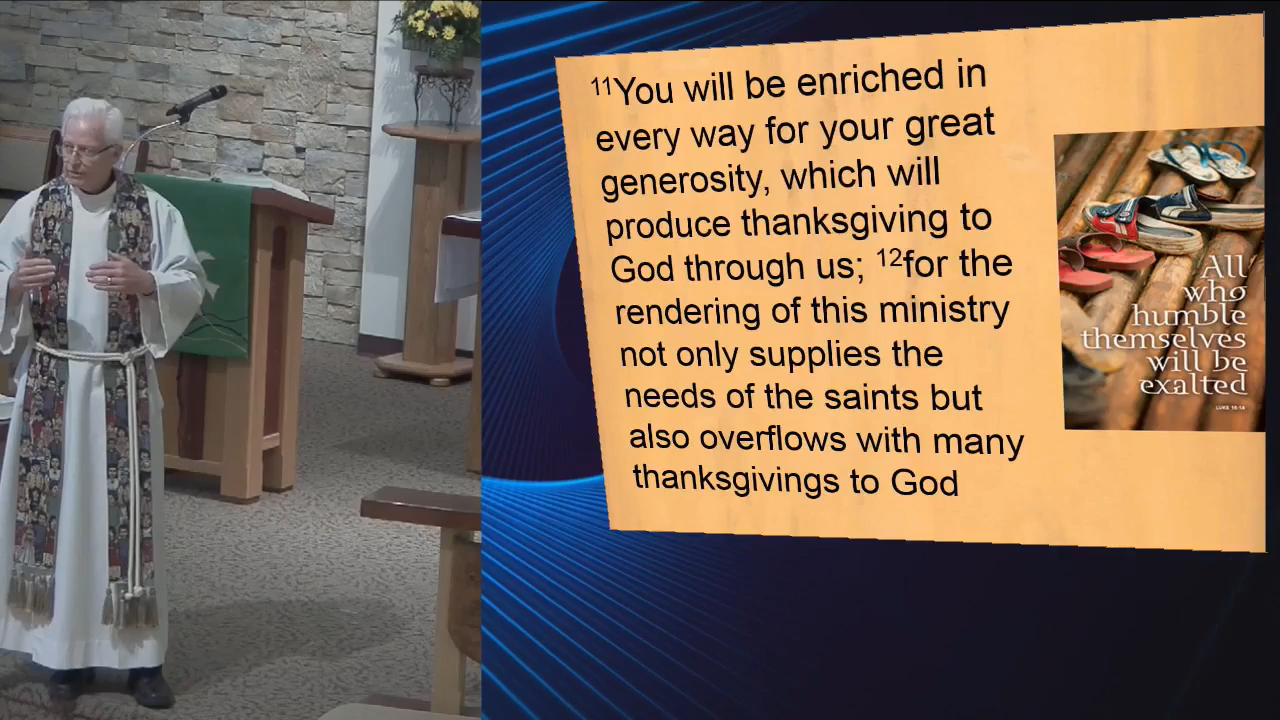 ¹¹You will be enriched in
every way for your great
generosity, which will
produce thanksgiving to
God through us; ¹²for the
rendering of this ministry
not only supplies the
needs of the saints but
also overflows with many
thanksgivings to God
All
who
humble
themselves
will be
exalted